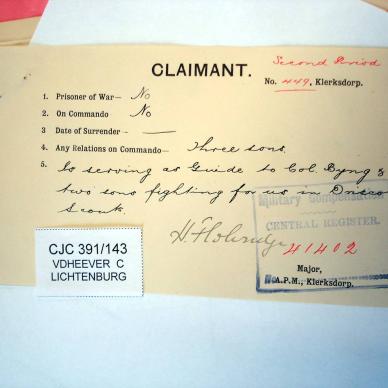 Second Period
CLAIMANT.
No. 449, Klerksdorp.
1. Prisoner of War— No
2. On Commando No
3 Date of Surrender— —
4. Any Relations on Commando— Three sons.
5. Is serving as Guide to Col. Byng &
two sons fighting for us in Driscoll
Scouts.
Military Compensation
CENTRAL REGISTER.
41402
Major,
A.P.M., Klerksdorp.
CJC 391/143
VDHEEVER C
LICHTENBURG